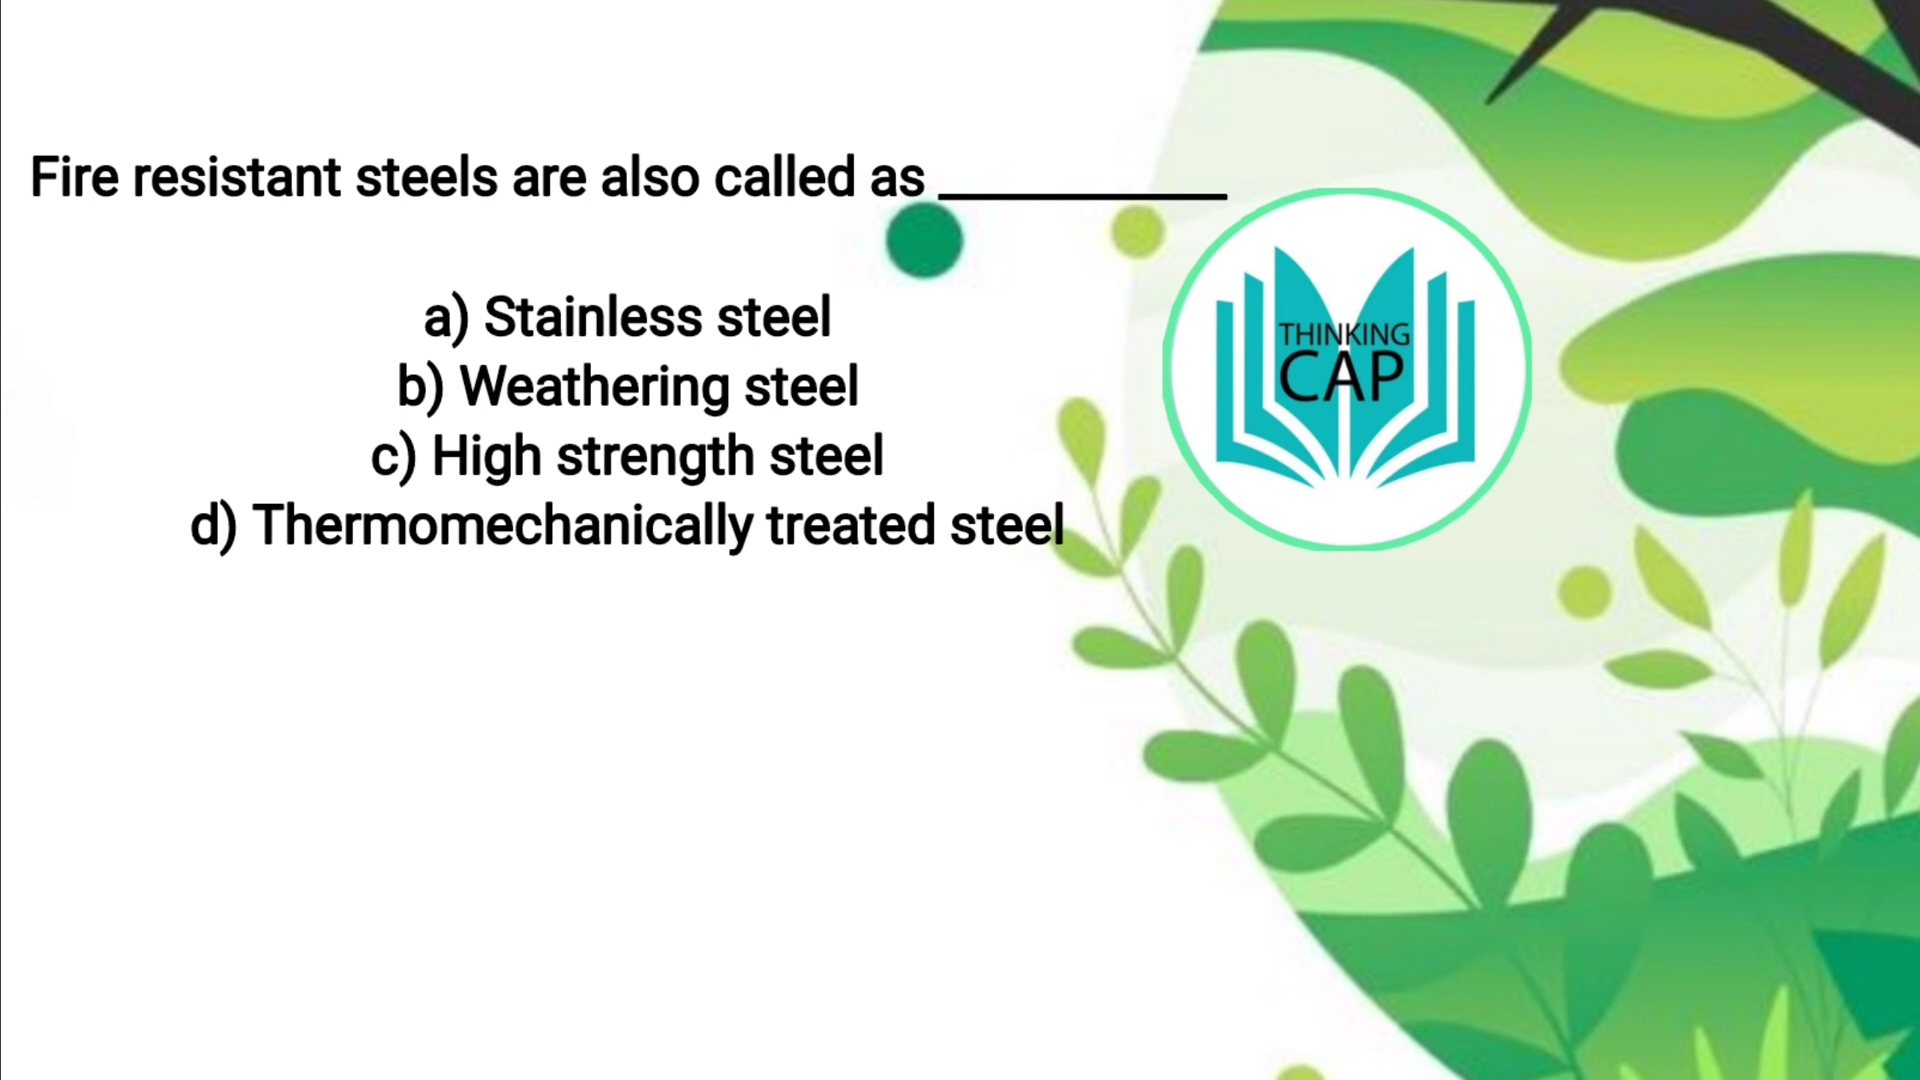 Fire resistant steels are also called as ___________
a) Stainless steel
b) Weathering steel
c) High strength steel
d) Thermomechanically treated steel
THINKING
CAP